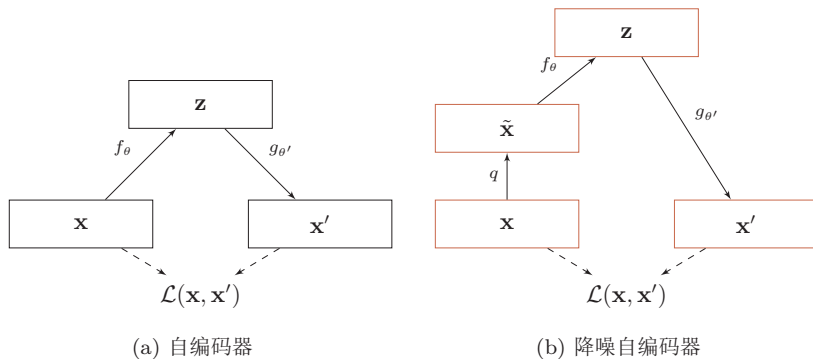 z
f_θ
g_θ′
x
x′
L(x, x′)
(a) 自编码器
z
f_θ
x̃
g_θ′
q
x
x′
L(x, x′)
(b) 降噪自编码器